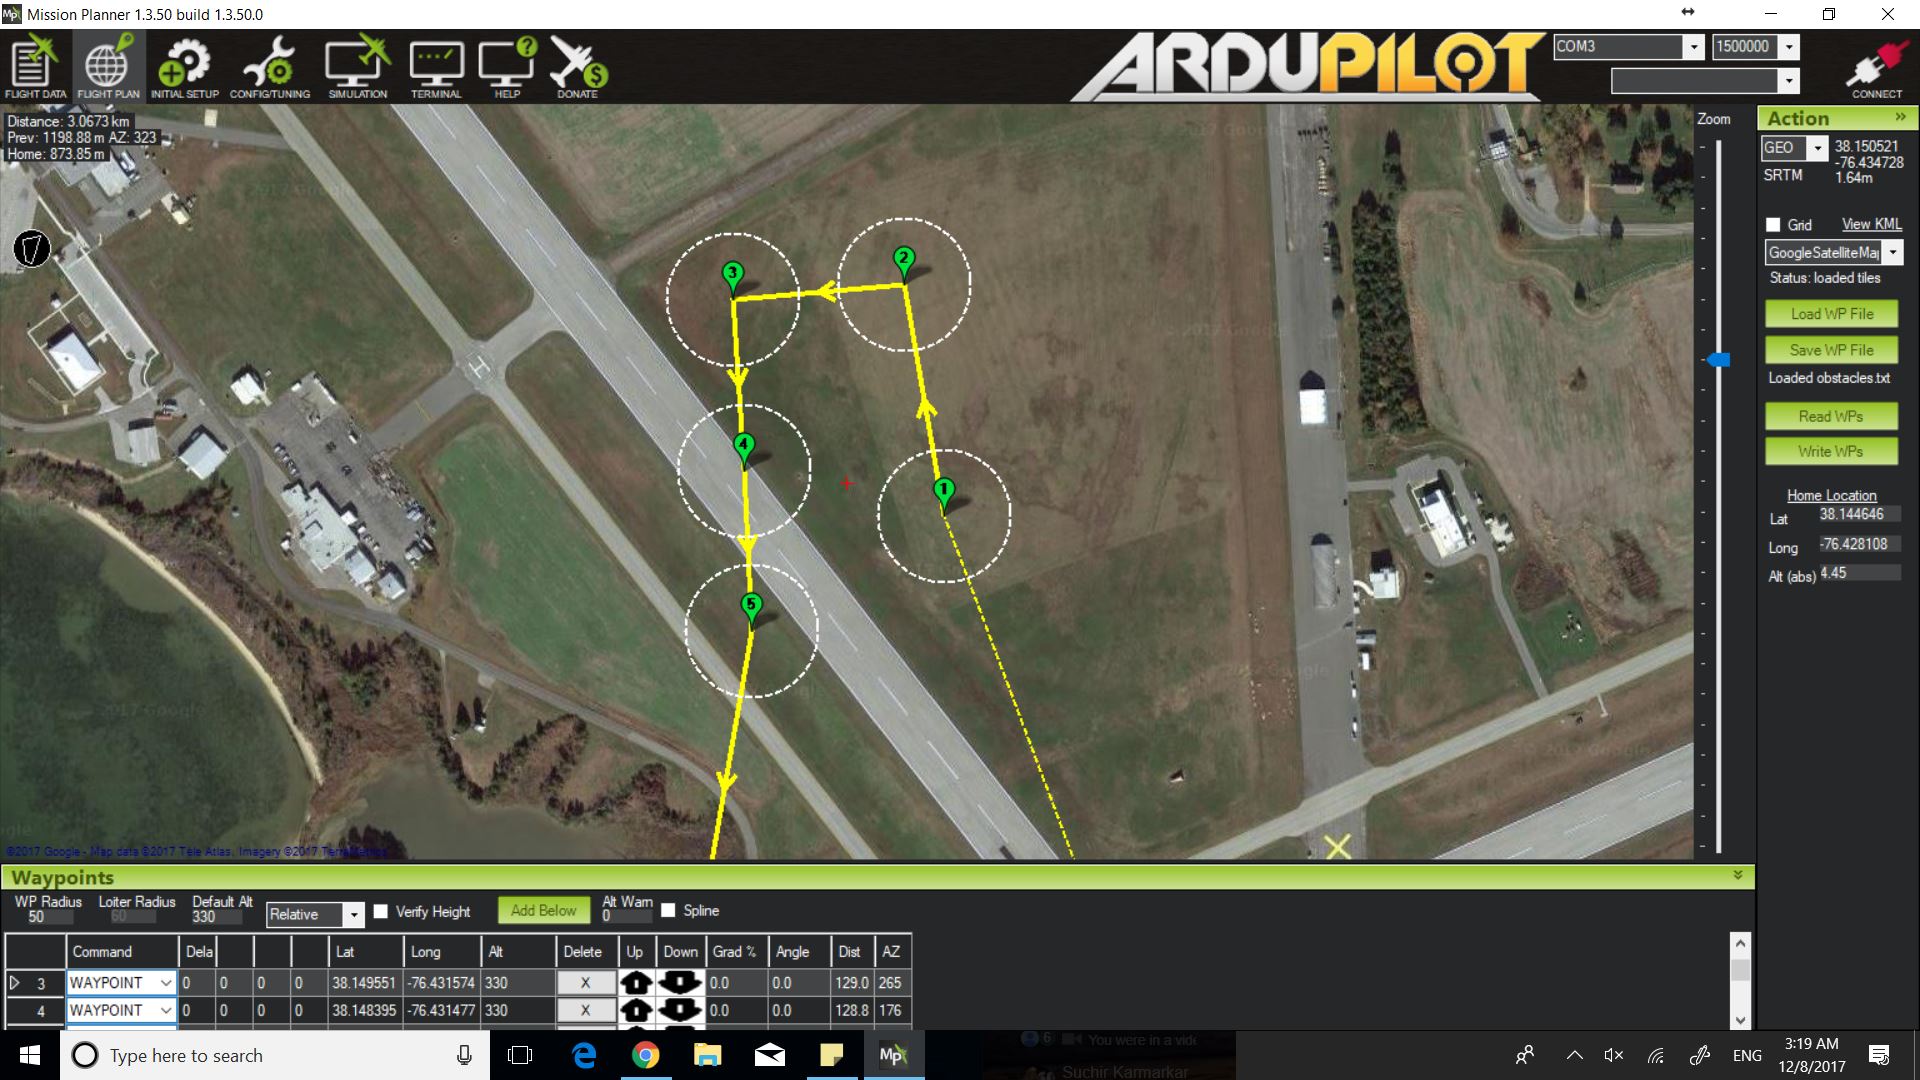 Mission Planner 1.3.50 build 1.3.50.0
FLIGHT DATA
FLIGHT PLAN
INITIAL SETUP
CONFIG/TUNING
SIMULATION
TERMINAL
HELP
DONATE
ARDUPILOT
COM3
1500000
CONNECT
Distance: 3.0673 km
Prev: 1198.88 m AZ: 323
Home: 873.85 m
2
3
4
1
5
Zoom
Action
GEO
38.150521
-76.434728
SRTM
1.64m
Grid
View KML
GoogleSatelliteMa
Status: loaded tiles
Load WP File
Save WP File
Loaded obstacles.txt
Read WPs
Write WPs
Home Location
Lat 38.144646
Long -76.428108
Alt (abs) 4.45
©2017 Google - Map data ©2017 Tele Atlas, Imagery ©2017 TerraMetrics
Waypoints
WP Radius
50
Loiter Radius
60
Default Alt
330
Relative
Verify Height
Add Below
Alt Warn
0
Spline
Command Dela Lat Long Alt Delete Up Down Grad % Angle Dist AZ
3 WAYPOINT 0 0 0 0 38.149551 -76.431574 330 X 0.0 0.0 129.0 265
4 WAYPOINT 0 0 0 0 38.148395 -76.431477 330 X 0.0 0.0 128.8 176
Type here to search
Mp
6 You were in a vide
Suchir Karmarkar
ENG
3:19 AM
12/8/2017